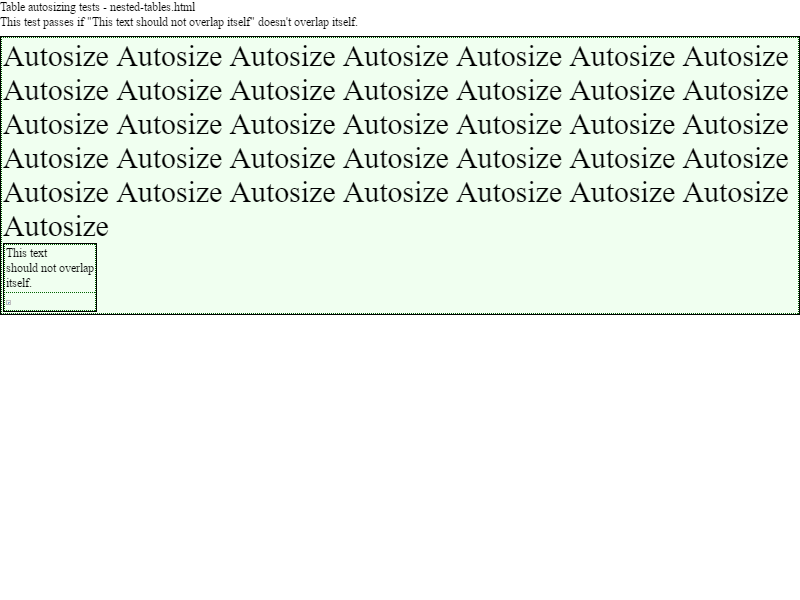 Table autosizing tests - nested-tables.html
This test passes if "This text should not overlap itself" doesn't overlap itself.
Autosize Autosize Autosize Autosize Autosize Autosize Autosize
Autosize Autosize Autosize Autosize Autosize Autosize Autosize
Autosize Autosize Autosize Autosize Autosize Autosize Autosize
Autosize Autosize Autosize Autosize Autosize Autosize Autosize
Autosize Autosize Autosize Autosize Autosize Autosize Autosize
Autosize
This text
should not overlap
itself.